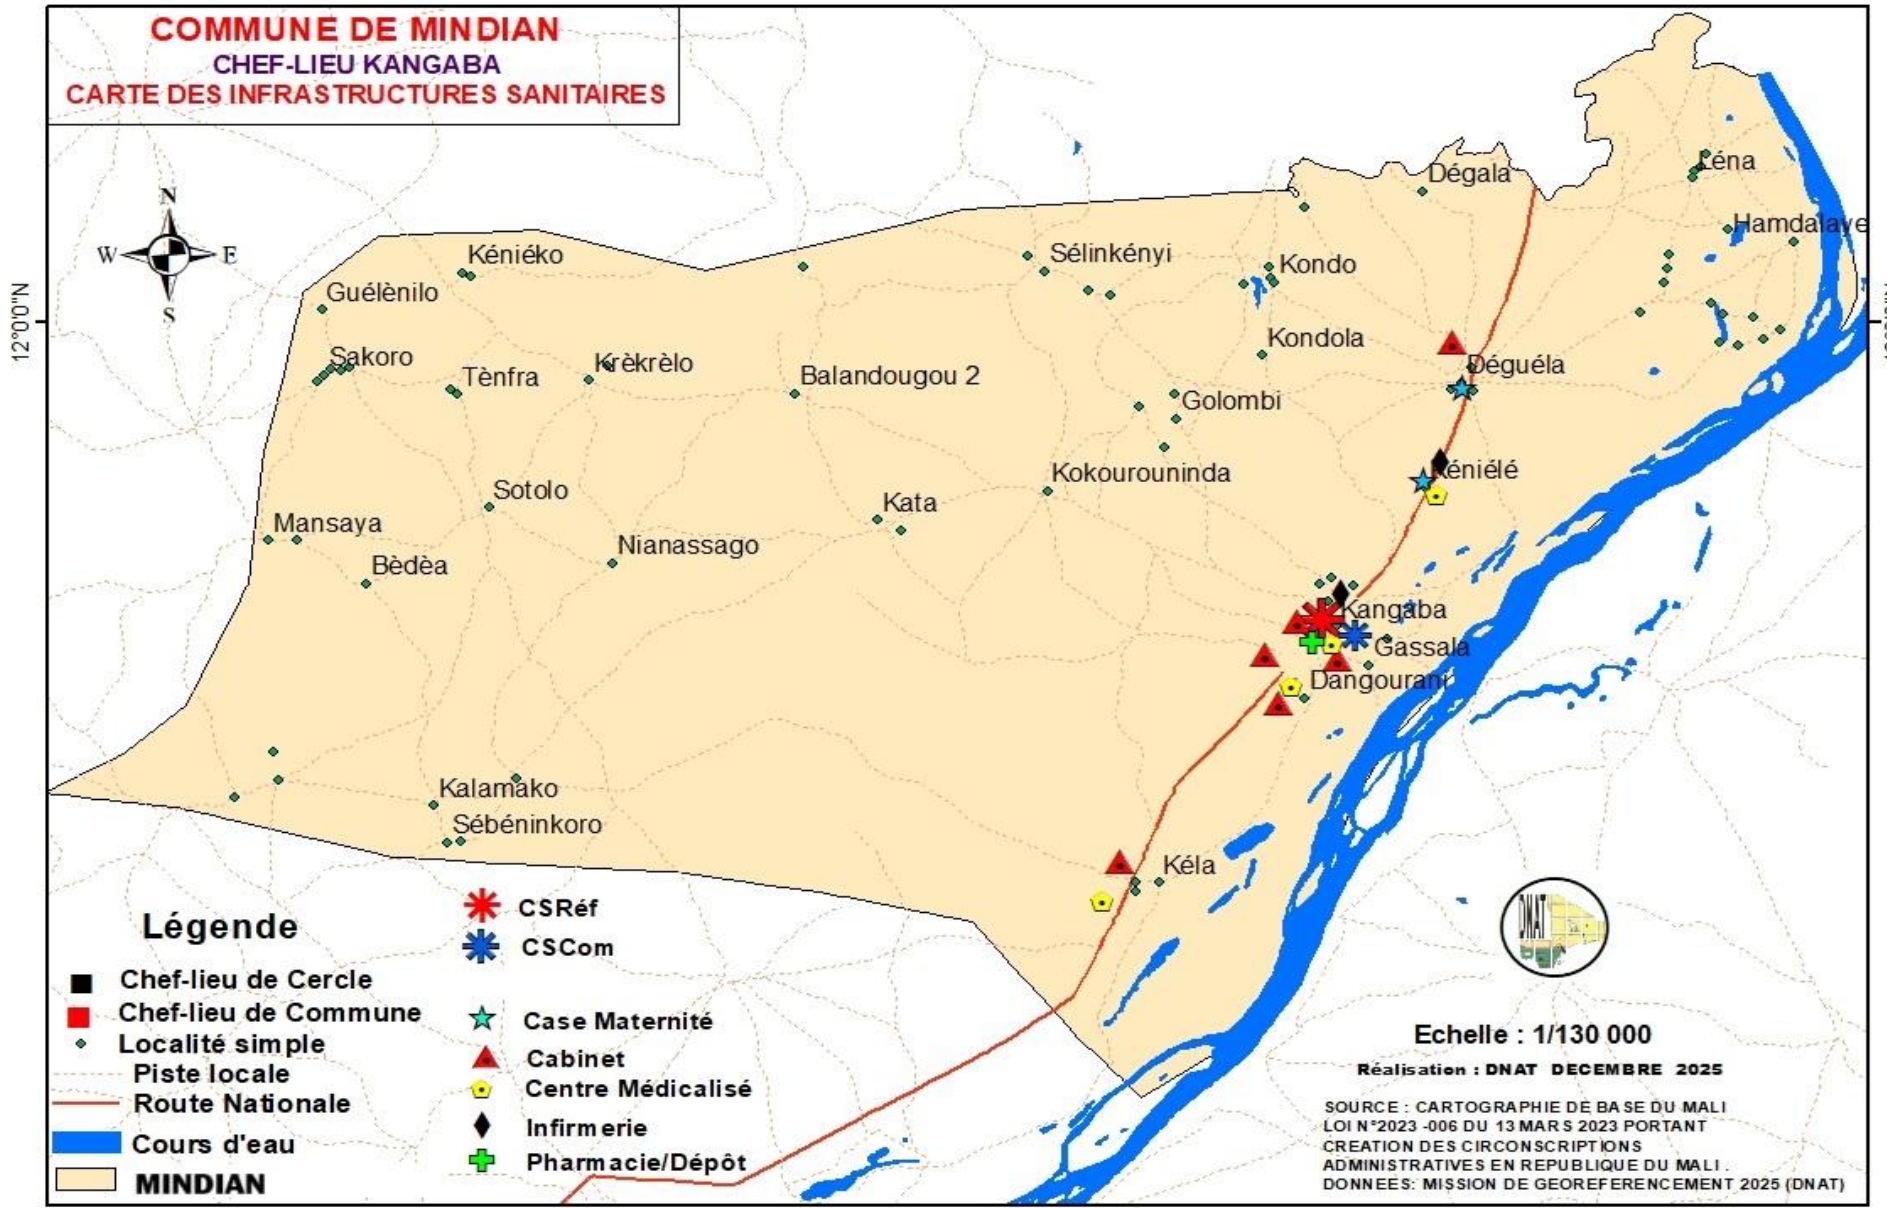 COMMUNE DE MINDIAN
CHEF-LIEU KANGABA
CARTE DES INFRASTRUCTURES SANITAIRES
N
W
E
S
12°0'0"N
Dégala
Léna
Hamdalaye
Kéniéko
Sélinkényi
Kondo
Guélènilo
Kondola
Sakoro
Tènfra
Krèkrèlo
Balandougou 2
Déguéla
Golombi
Kokourouninda
Kéniélé
Sotolo
Kata
Mansaya
Nianassago
Bèdèa
Kangaba
Gassala
Dangourani
Kalamako
Sébéninkoro
Kéla
Légende
Chef-lieu de Cercle
Chef-lieu de Commune
Localité simple
Piste locale
Route Nationale
Cours d'eau
MINDIAN
CSRéf
CSCom
Case Maternité
Cabinet
Centre Médicalisé
Infirmerie
Pharmacie/Dépôt
DNAT
Echelle : 1/130 000
Réalisation : DNAT DECEMBRE 2025
SOURCE : CARTOGRAPHIE DE BASE DU MALI
LOI N°2023 -006 DU 13 MARS 2023 PORTANT
CREATION DES CIRCONSCRIPTIONS
ADMINISTRATIVES EN REPUBLIQUE DU MALI .
DONNEES: MISSION DE GEOREFERENCEMENT 2025 (DNAT)